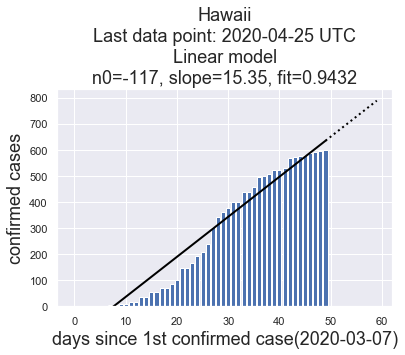 Hawaii
Last data point: 2020-04-25 UTC
Linear model
n0=-117, slope=15.35, fit=0.9432
800
700
600
500
400
300
200
100
0
confirmed cases
0 10 20 30 40 50 60
days since 1st confirmed case(2020-03-07)